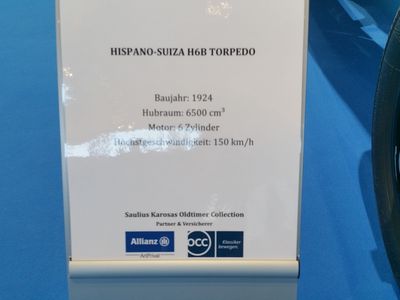 HISPANO-SUIZA H6B TORPEDO
Baujahr: 1924
Hubraum: 6500 cm³
Motor: 6 Zylinder
Höchstgeschwindigkeit: 150 km/h
Saulius Karosas Oldtimer Collection
Partner & Versicherer
Allianz
ArtPrivat
OCC
Klassiker
bewegen.